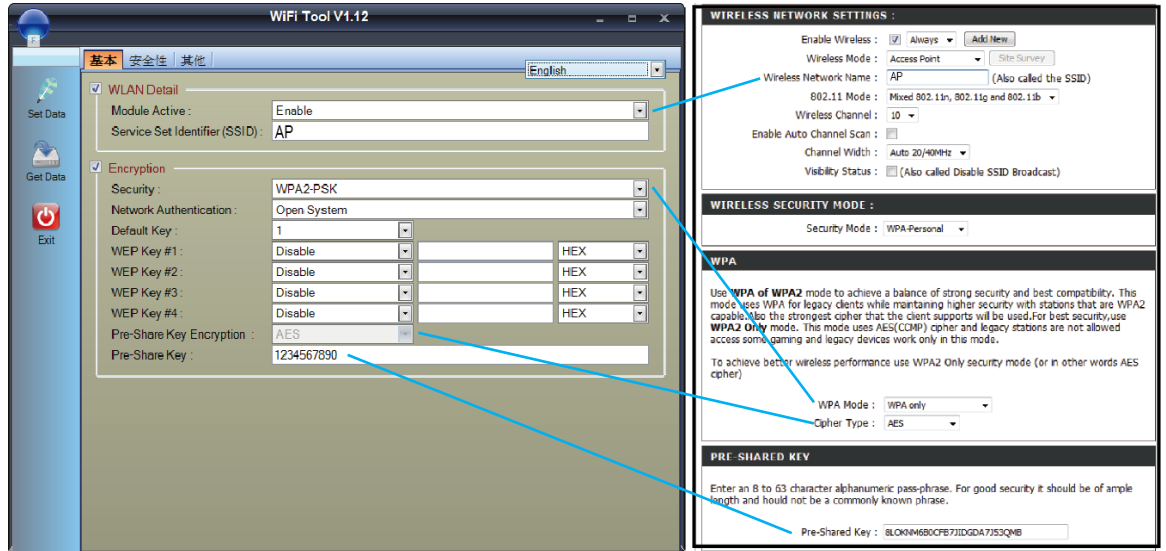 WiFi Tool V1.12
F
基本 安全性 其他
English
Set Data
Get Data
Exit
WLAN Detail
Module Active : Enable
Service Set Identifier (SSID) : AP
Encryption
Security : WPA2-PSK
Network Authentication : Open System
Default Key : 1
WEP Key #1 : Disable HEX
WEP Key #2 : Disable HEX
WEP Key #3 : Disable HEX
WEP Key #4 : Disable HEX
Pre-Share Key Encryption : AES
Pre-Share Key : 1234567890
WIRELESS NETWORK SETTINGS :
Enable Wireless : Always Add New
Wireless Mode : Access Point Site Survey
Wireless Network Name : AP (Also called the SSID)
802.11 Mode : Mixed 802.11n, 802.11g and 802.11b
Wireless Channel : 10
Enable Auto Channel Scan :
Channel Width : Auto 20/40MHz
Visibility Status : (Also called Disable SSID Broadcast)
WIRELESS SECURITY MODE :
Security Mode : WPA-Personal
WPA
Use WPA of WPA2 mode to achieve a balance of strong security and best compatibility. This
mode uses WPA for legacy clients while maintaining higher security with stations that are WPA2
capable.Also the strongest cipher that the client supports will be used.For best security,use
WPA2 Only mode. This mode uses AES(CCMP) cipher and legacy stations are not allowed
access some gaming and legacy devices work only in this mode.
To achieve better wireless performance use WPA2 Only security mode (or in other words AES
cipher)
WPA Mode : WPA only
Cipher Type : AES
PRE-SHARED KEY
Enter an 8 to 63 character alphanumeric pass-phrase. For good security it should be of ample
length and hould not be a commonly known phrase.
Pre-Shared Key : 8LOKNM6B0CFB7JIDGDA7J53QMB